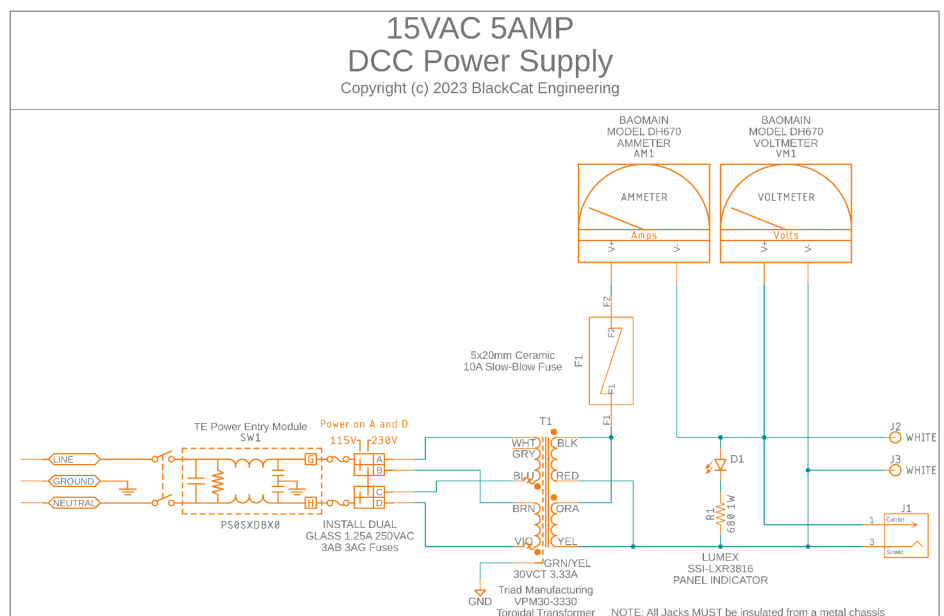 15VAC 5AMP
DCC Power Supply
Copyright (c) 2023 BlackCat Engineering
BAOMAIN
MODEL DH670
AMMETER
AM1
BAOMAIN
MODEL DH670
VOLTMETER
VM1
AMMETER
VOLTMETER
Amps
Volts
V+
V-
V+
V-
F2
F2
5x20mm Ceramic
10A Slow-Blow Fuse
F1
F1
F1
TE Power Entry Module
SW1
Power on A and D
115V
230V
T1
LINE
GROUND
NEUTRAL
G
H
A
B
C
D
PS0SXDBX0
INSTALL DUAL
GLASS 1.25A 250VAC
3AB 3AG Fuses
WHT
GRY
BLU
BRN
VIO
BLK
RED
ORA
YEL
GRN/YEL
30VCT 3.33A
GND
Triad Manufacturing
VPM30-3330
Toroidal Transformer
D1
R1
680 1W
LUMEX
SSI-LXR3816
PANEL INDICATOR
J2
WHITE
J3
WHITE
J1
1
Center
3
Shield
NOTE: All Jacks MUST be insulated from a metal chassis